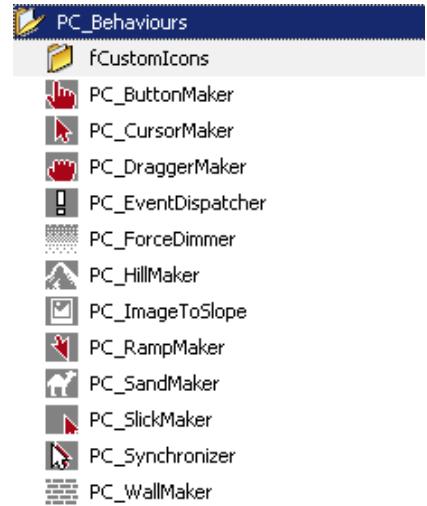 PC_Behaviours
fCustomIcons
PC_ButtonMaker
PC_CursorMaker
PC_DraggerMaker
PC_EventDispatcher
PC_ForceDimmer
PC_HillMaker
PC_ImageToSlope
PC_RampMaker
PC_SandMaker
PC_SlickMaker
PC_Synchronizer
PC_WallMaker